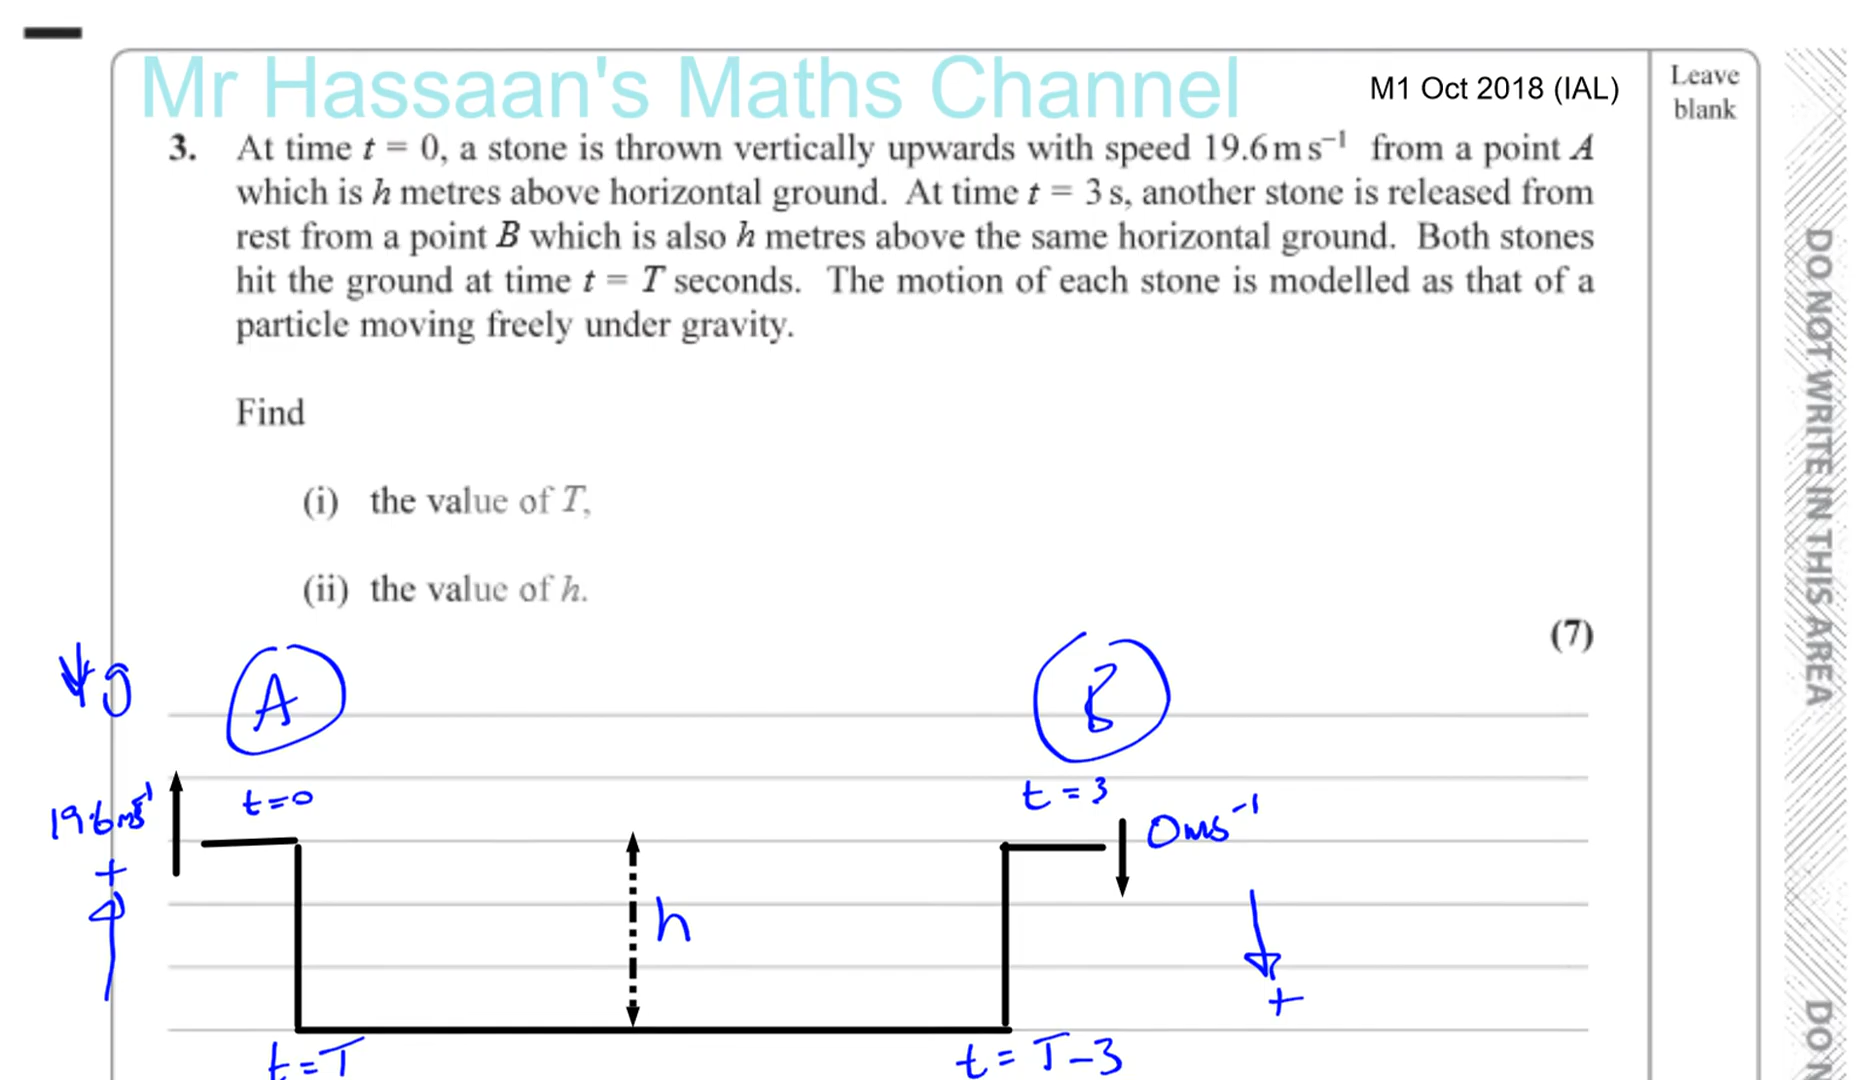 Mr Hassaan's Maths Channel
M1 Oct 2018 (IAL)
Leave
blank
3. At time t = 0, a stone is thrown vertically upwards with speed 19.6 m s⁻¹ from a point A
which is h metres above horizontal ground. At time t = 3 s, another stone is released from
rest from a point B which is also h metres above the same horizontal ground. Both stones
hit the ground at time t = T seconds. The motion of each stone is modelled as that of a
particle moving freely under gravity.
Find
(i) the value of T,
(ii) the value of h.
(7)
g
A
B
t=0
t=3
19.6ms⁻¹
0ms⁻¹
+
h
+
t=T
t=T-3
DO NOT WRITE IN THIS AREA
DO N